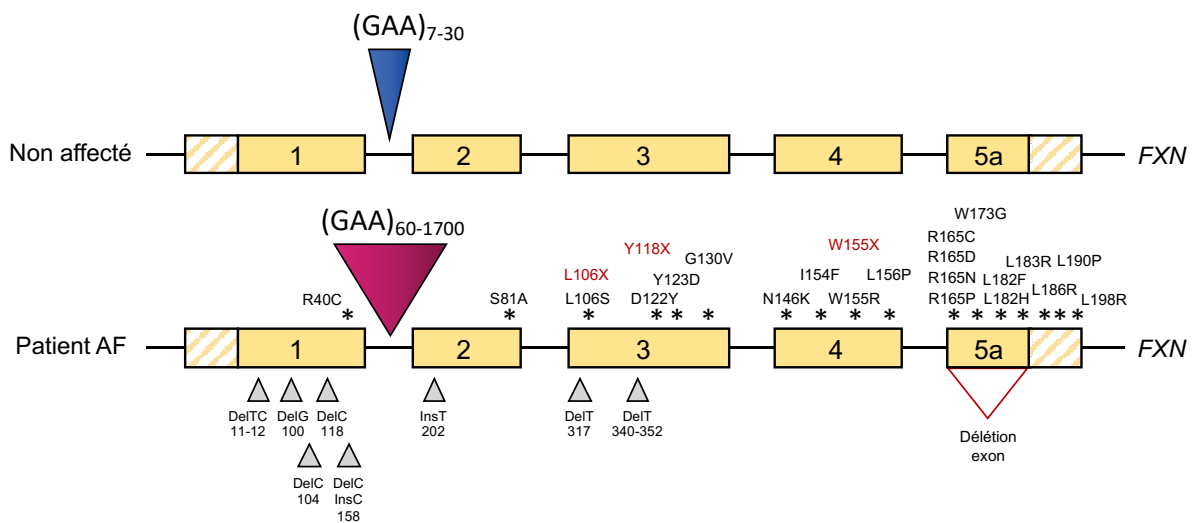 (GAA)7-30
Non affecté
1
2
3
4
5a
FXN
(GAA)60-1700
W173G
Y118X
W155X
R165C
G130V
R165D
L183R
L190P
L106X
Y123D
I154F
L156P
R165N
L182F
L186R
R40C
S81A
L106S
D122Y
N146K
W155R
R165P
L182H
L198R
* * * * * * * * * * * * * * * * *
Patient AF
1
2
3
4
5a
FXN
DelTC
11-12
DelG
100
DelC
118
InsT
202
DelT
317
DelT
340-352
Délétion
exon
DelC
104
DelC
InsC
158